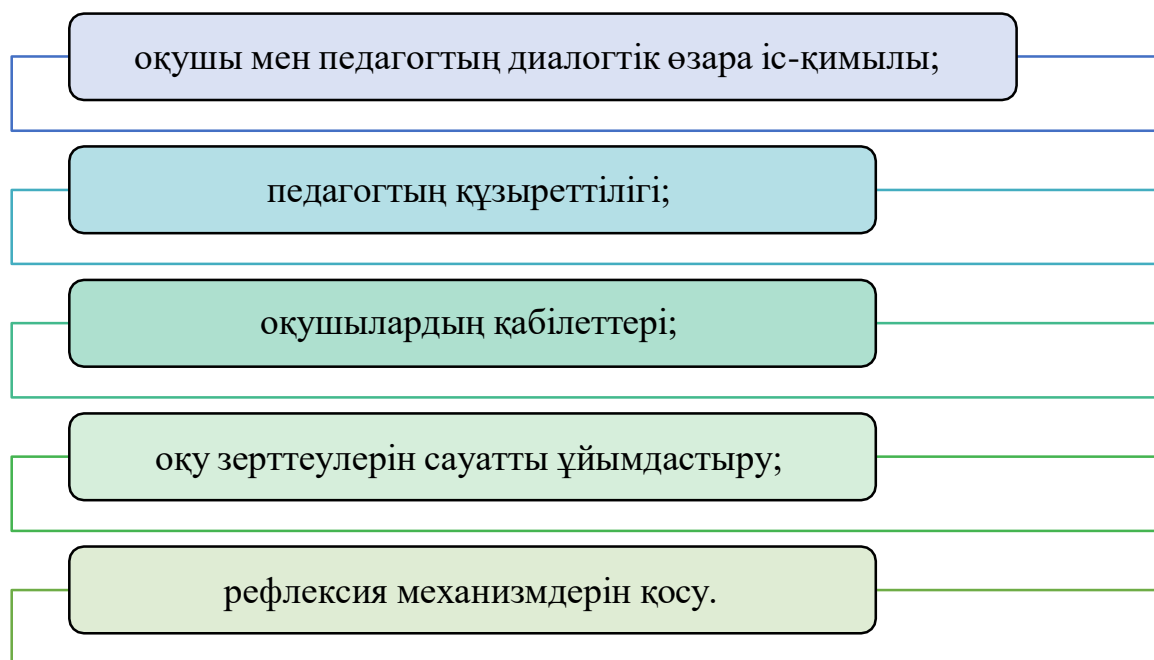 оқушы мен педагогтың диалогтік өзара іс-қимылы;
педагогтың құзыреттілігі;
оқушылардың қабілеттері;
оқу зерттеулерін сауатты ұйымдастыру;
рефлексия механизмдерін қосу.